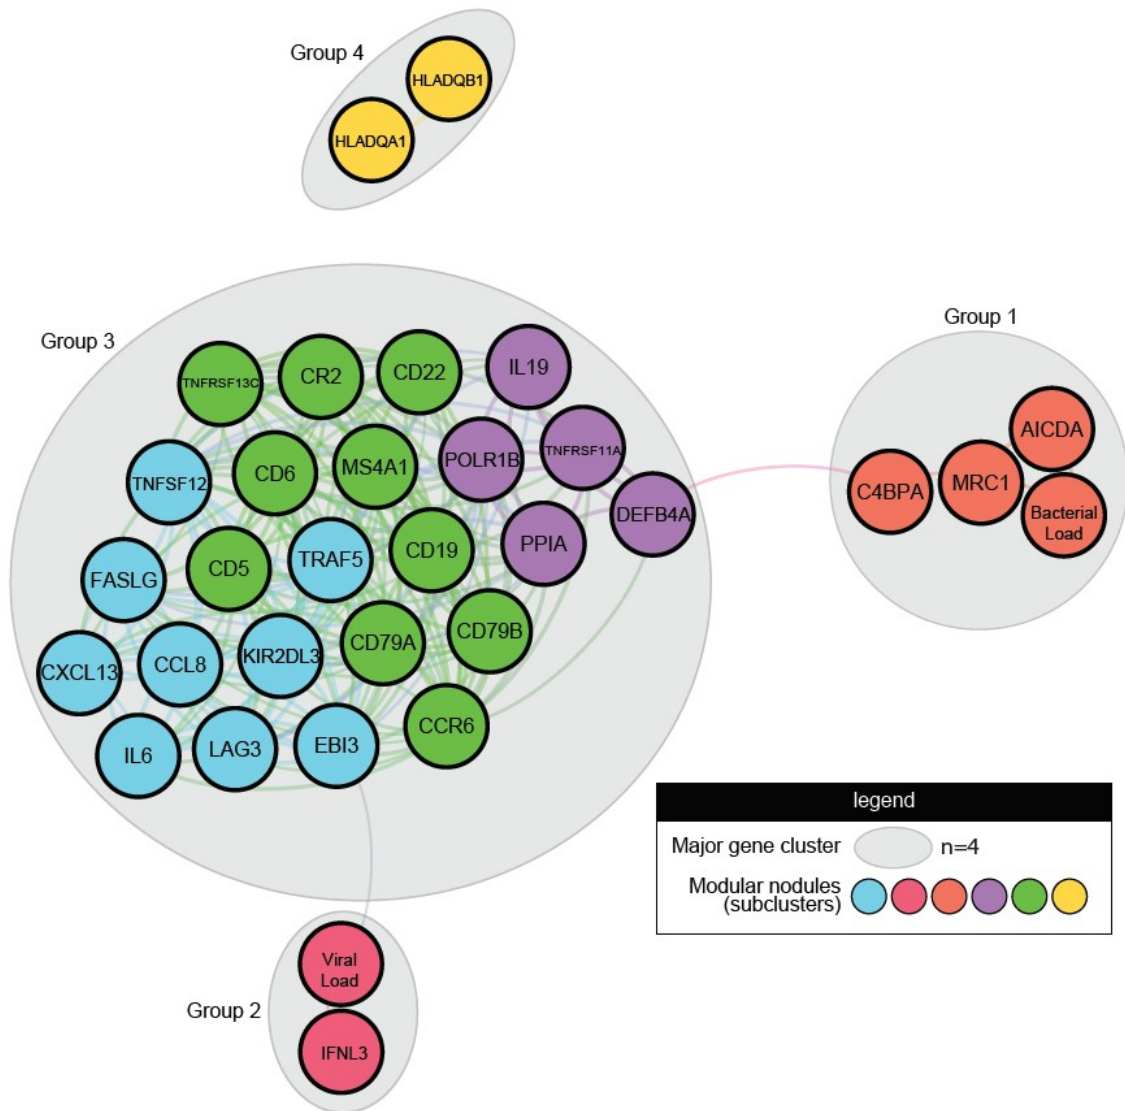 Group 4
HLADQB1
HLADQA1
Group 3
Group 1
TNFRSF13C
CR2
CD22
IL19
AICDA
TNFSF12
CD6
MS4A1
POLR1B
TNFRSF11A
C4BPA
MRC1
Bacterial
Load
DEFB4A
FASLG
CD5
TRAF5
CD19
PPIA
CXCL13
CCL8
KIR2DL3
CD79A
CD79B
IL6
LAG3
EBI3
CCR6
legend
Major gene cluster
n=4
Modular nodules
(subclusters)
Viral
Load
Group 2
IFNL3